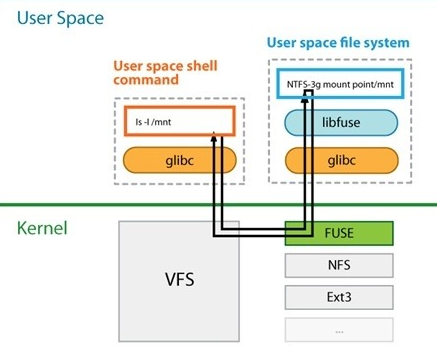 User Space
User space file system
User space shell
command
NTFS-3g mount point/mnt
ls -l /mnt
libfuse
glibc
glibc
Kernel
VFS
FUSE
NFS
Ext3
...